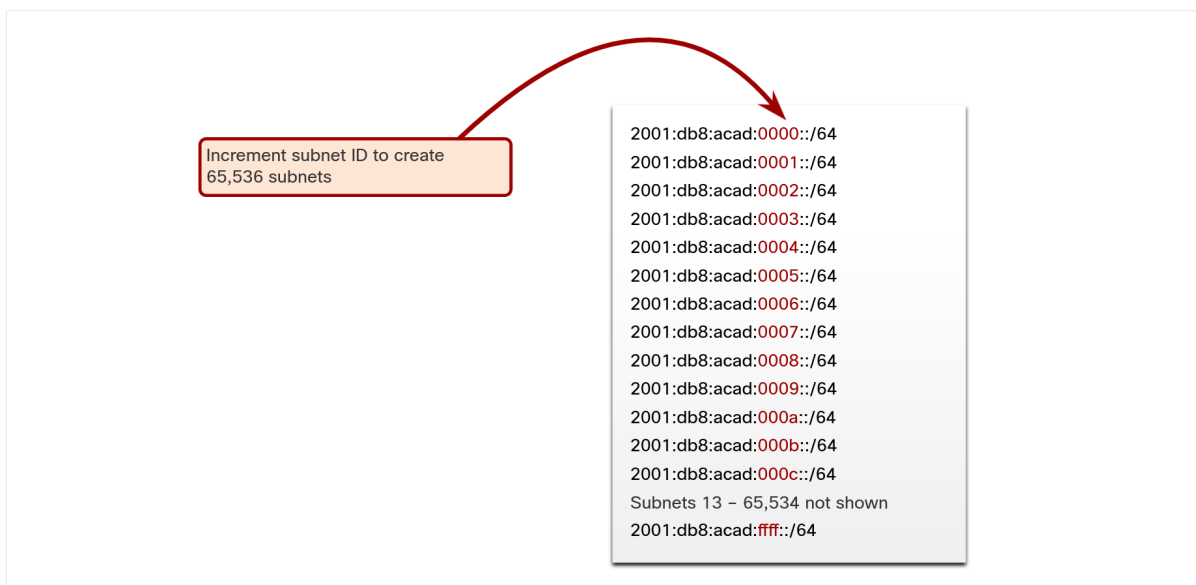 Increment subnet ID to create
65,536 subnets
2001:db8:acad:0000::/64
2001:db8:acad:0001::/64
2001:db8:acad:0002::/64
2001:db8:acad:0003::/64
2001:db8:acad:0004::/64
2001:db8:acad:0005::/64
2001:db8:acad:0006::/64
2001:db8:acad:0007::/64
2001:db8:acad:0008::/64
2001:db8:acad:0009::/64
2001:db8:acad:000a::/64
2001:db8:acad:000b::/64
2001:db8:acad:000c::/64
Subnets 13 – 65,534 not shown
2001:db8:acad:ffff::/64